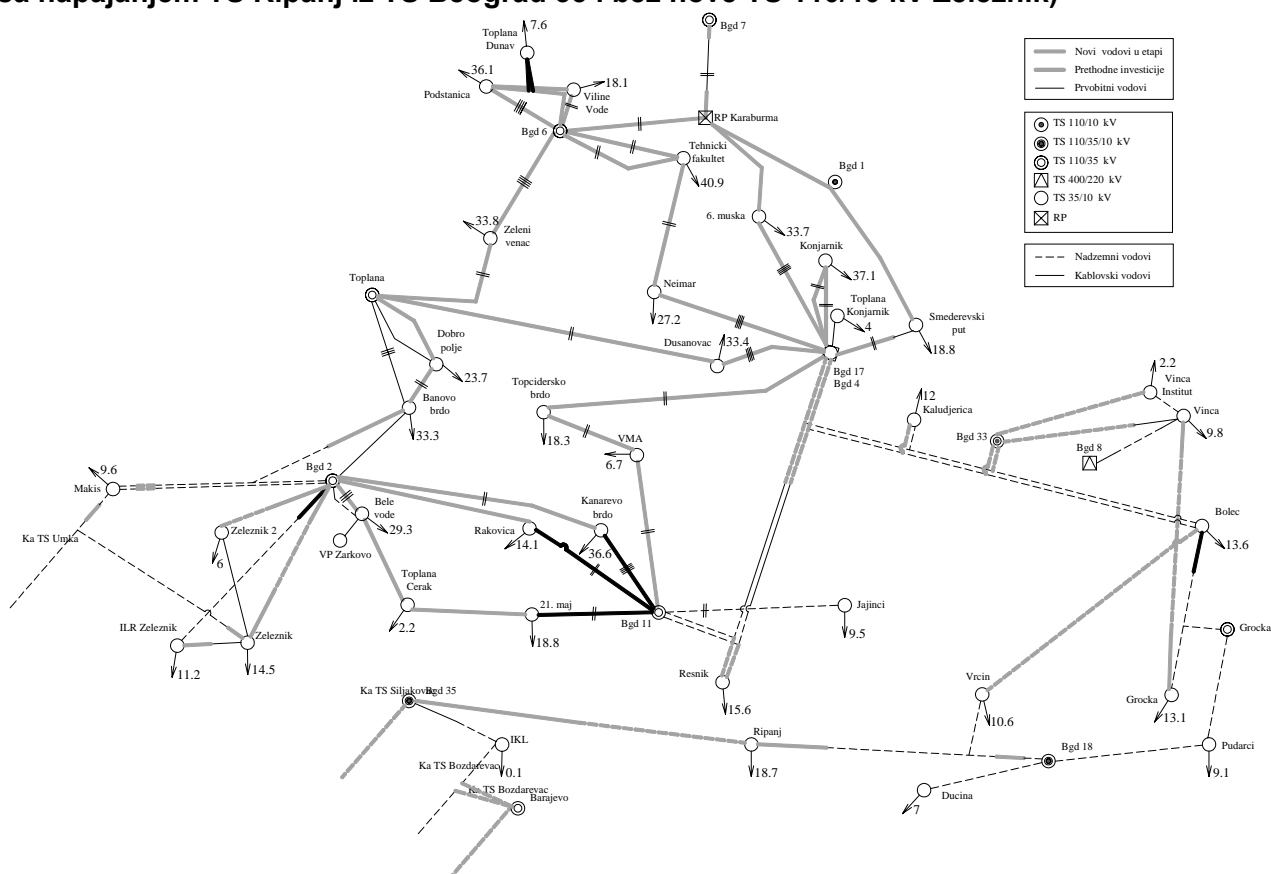 sa napajanjem TS Ripanj iz TS Beograd 35 i bez nove TS 110/10 kV Železnik)
Bgd 7
7.6
Toplana
Dunav
36.1
18.1
Podstanica
Viline
Vode
Bgd 6
RP Karaburma
Tehnicki
fakultet
40.9
Bgd 1
6. muska
33.7
33.8
Zeleni
venac
Konjarnik
37.1
Toplana
Neimar
27.2
Toplana
Konjarnik
4
Smederevski
put
18.8
Dusanovac
33.4
Dobro
polje
23.7
Bgd 17
Bgd 4
Topcidersko
brdo
18.3
Banovo
brdo
33.3
VMA
6.7
12
Kaludjerica
2.2
Vinca
Institut
Vinca
9.8
Bgd 33
Bgd 8
9.6
Makis
Bgd 2
Bele
vode
29.3
VP Zarkovo
Kanarevo
brdo
36.6
Rakovica
14.1
Zeleznik 2
6
Ka TS Umka
Bolec
13.6
Toplana
Cerak
2.2
21. maj
18.8
Bgd 11
Jajinci
9.5
ILR Zeleznik
11.2
Zeleznik
14.5
Grocka
Resnik
15.6
Vrcin
10.6
Grocka
13.1
Ka TS Siljakovac
Bgd 35
IKL
0.1
Ripanj
18.7
Bgd 18
Pudarci
9.1
Ka TS Bozdarevac
Ka TS Bozdarevac
Barajevo
Ducina
7
Novi vodovi u etapi
Prethodne investicije
Prvobitni vodovi
TS 110/10 kV
TS 110/35/10 kV
TS 110/35 kV
TS 400/220 kV
TS 35/10 kV
RP
Nadzemni vodovi
Kablovski vodovi